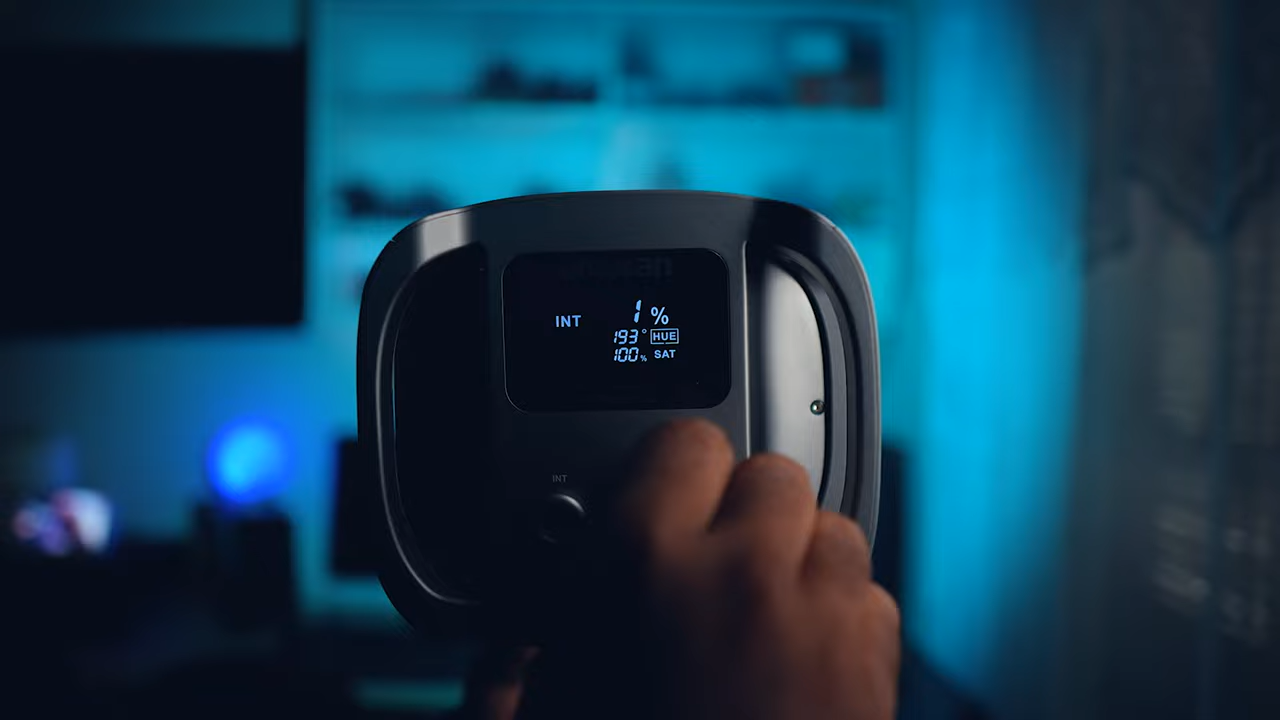 INT 1 %
193° HUE
100% SAT
INT